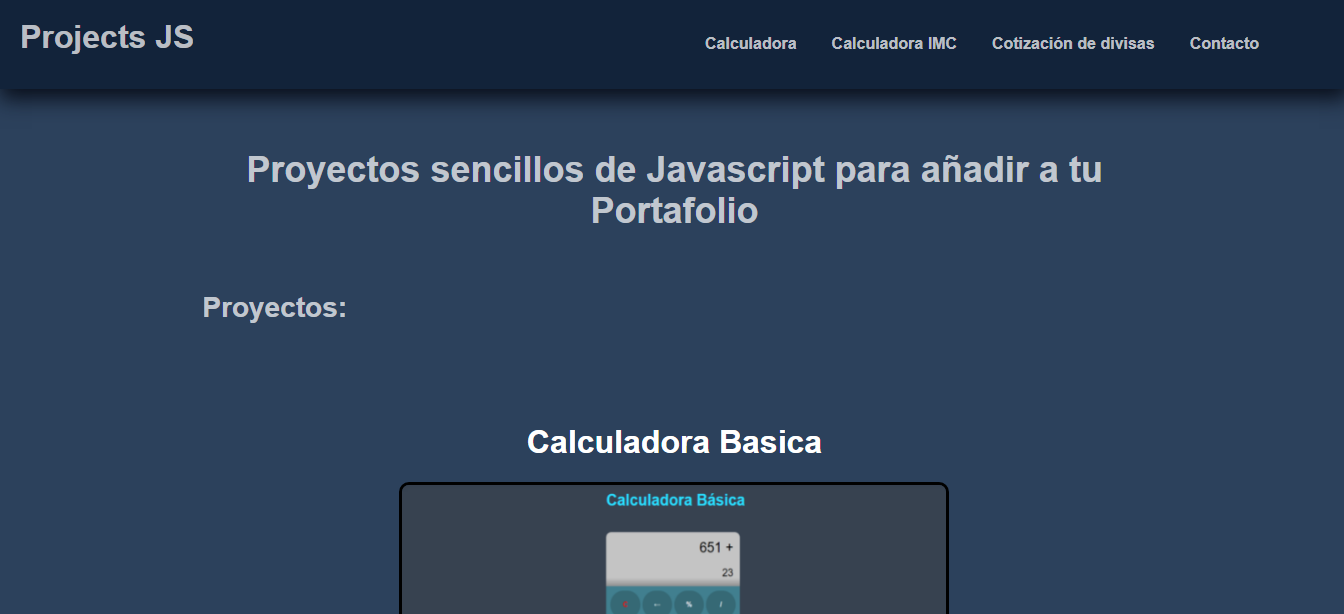 Projects JS
Calculadora Calculadora IMC Cotización de divisas Contacto
Proyectos sencillos de Javascript para añadir a tu
Portafolio
Proyectos:
Calculadora Basica
Calculadora Básica
651 +
23
← % /